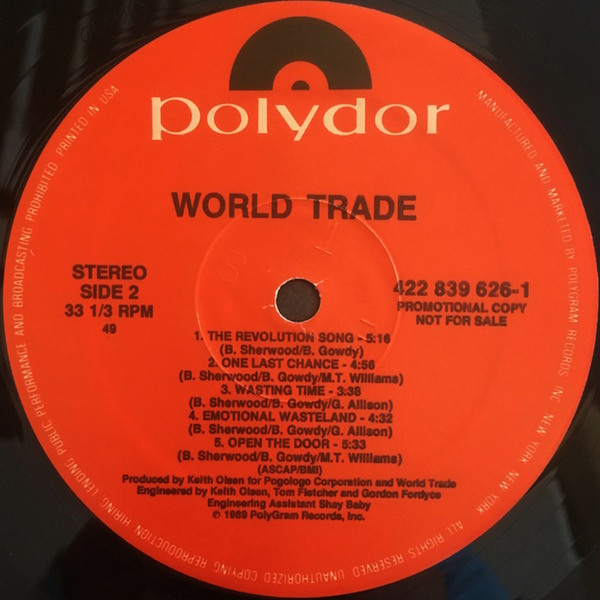 polydor
WORLD TRADE
STEREO
SIDE 2
33 1/3 RPM
49
422 839 626-1
PROMOTIONAL COPY
NOT FOR SALE
1. THE REVOLUTION SONG - 5:16
(B. Sherwood/B. Gowdy)
2. ONE LAST CHANCE - 4:56
(B. Sherwood/B. Gowdy/M.T. Williams)
3. WASTING TIME - 3:38
(B. Sherwood/B. Gowdy/G. Allison)
4. EMOTIONAL WASTELAND - 4:32
(B. Sherwood/B. Gowdy/G. Allison)
5. OPEN THE DOOR - 5:33
(B. Sherwood/B. Gowdy/M.T. Williams)
(ASCAP/BMI)
Produced by Keith Olsen for Pogologo Corporation and World Trade
Engineered by Keith Olsen, Tom Fletcher and Gordon Fordyce
Engineering Assistant Shay Baby
© 1989 PolyGram Records, Inc.
MANUFACTURED AND MARKETED BY POLYGRAM RECORDS INC. NEW YORK, NEW YORK
ALL RIGHTS RESERVED. UNAUTHORIZED COPYING REPRODUCTION HIRING LENDING PUBLIC PERFORMANCE AND BROADCASTING PROHIBITED. PRINTED IN USA